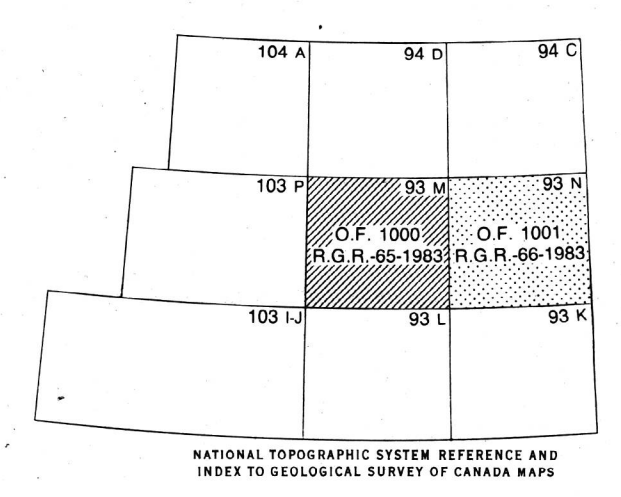 104 A 94 D 94 C
103 P 93 M 93 N
O.F. 1000 O.F. 1001
R.G.R.-65-1983 R.G.R.-66-1983
103 I-J 93 L 93 K
NATIONAL TOPOGRAPHIC SYSTEM REFERENCE AND
INDEX TO GEOLOGICAL SURVEY OF CANADA MAPS